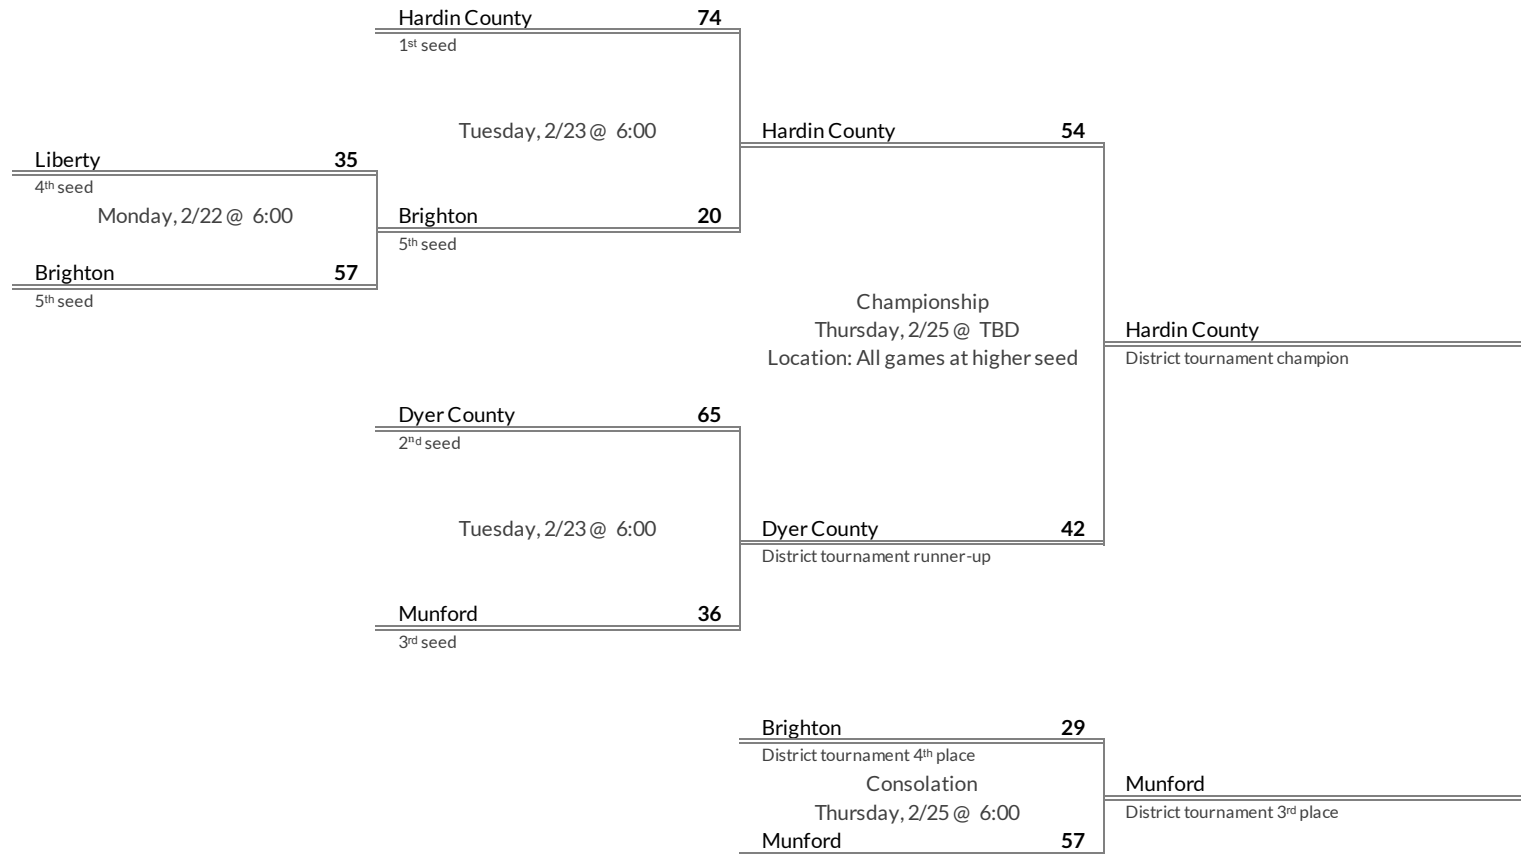 Hardin County 74
1st seed
Tuesday, 2/23 @ 6:00
Hardin County 54
Liberty 35
4th seed
Monday, 2/22 @ 6:00
Brighton 20
5th seed
Brighton 57
5th seed
Championship
Thursday, 2/25 @ TBD
Location: All games at higher seed
Hardin County
District tournament champion
Dyer County 65
2nd seed
Tuesday, 2/23 @ 6:00
Dyer County 42
District tournament runner-up
Munford 36
3rd seed
Brighton 29
District tournament 4th place
Consolation
Thursday, 2/25 @ 6:00
Munford
District tournament 3rd place
Munford 57